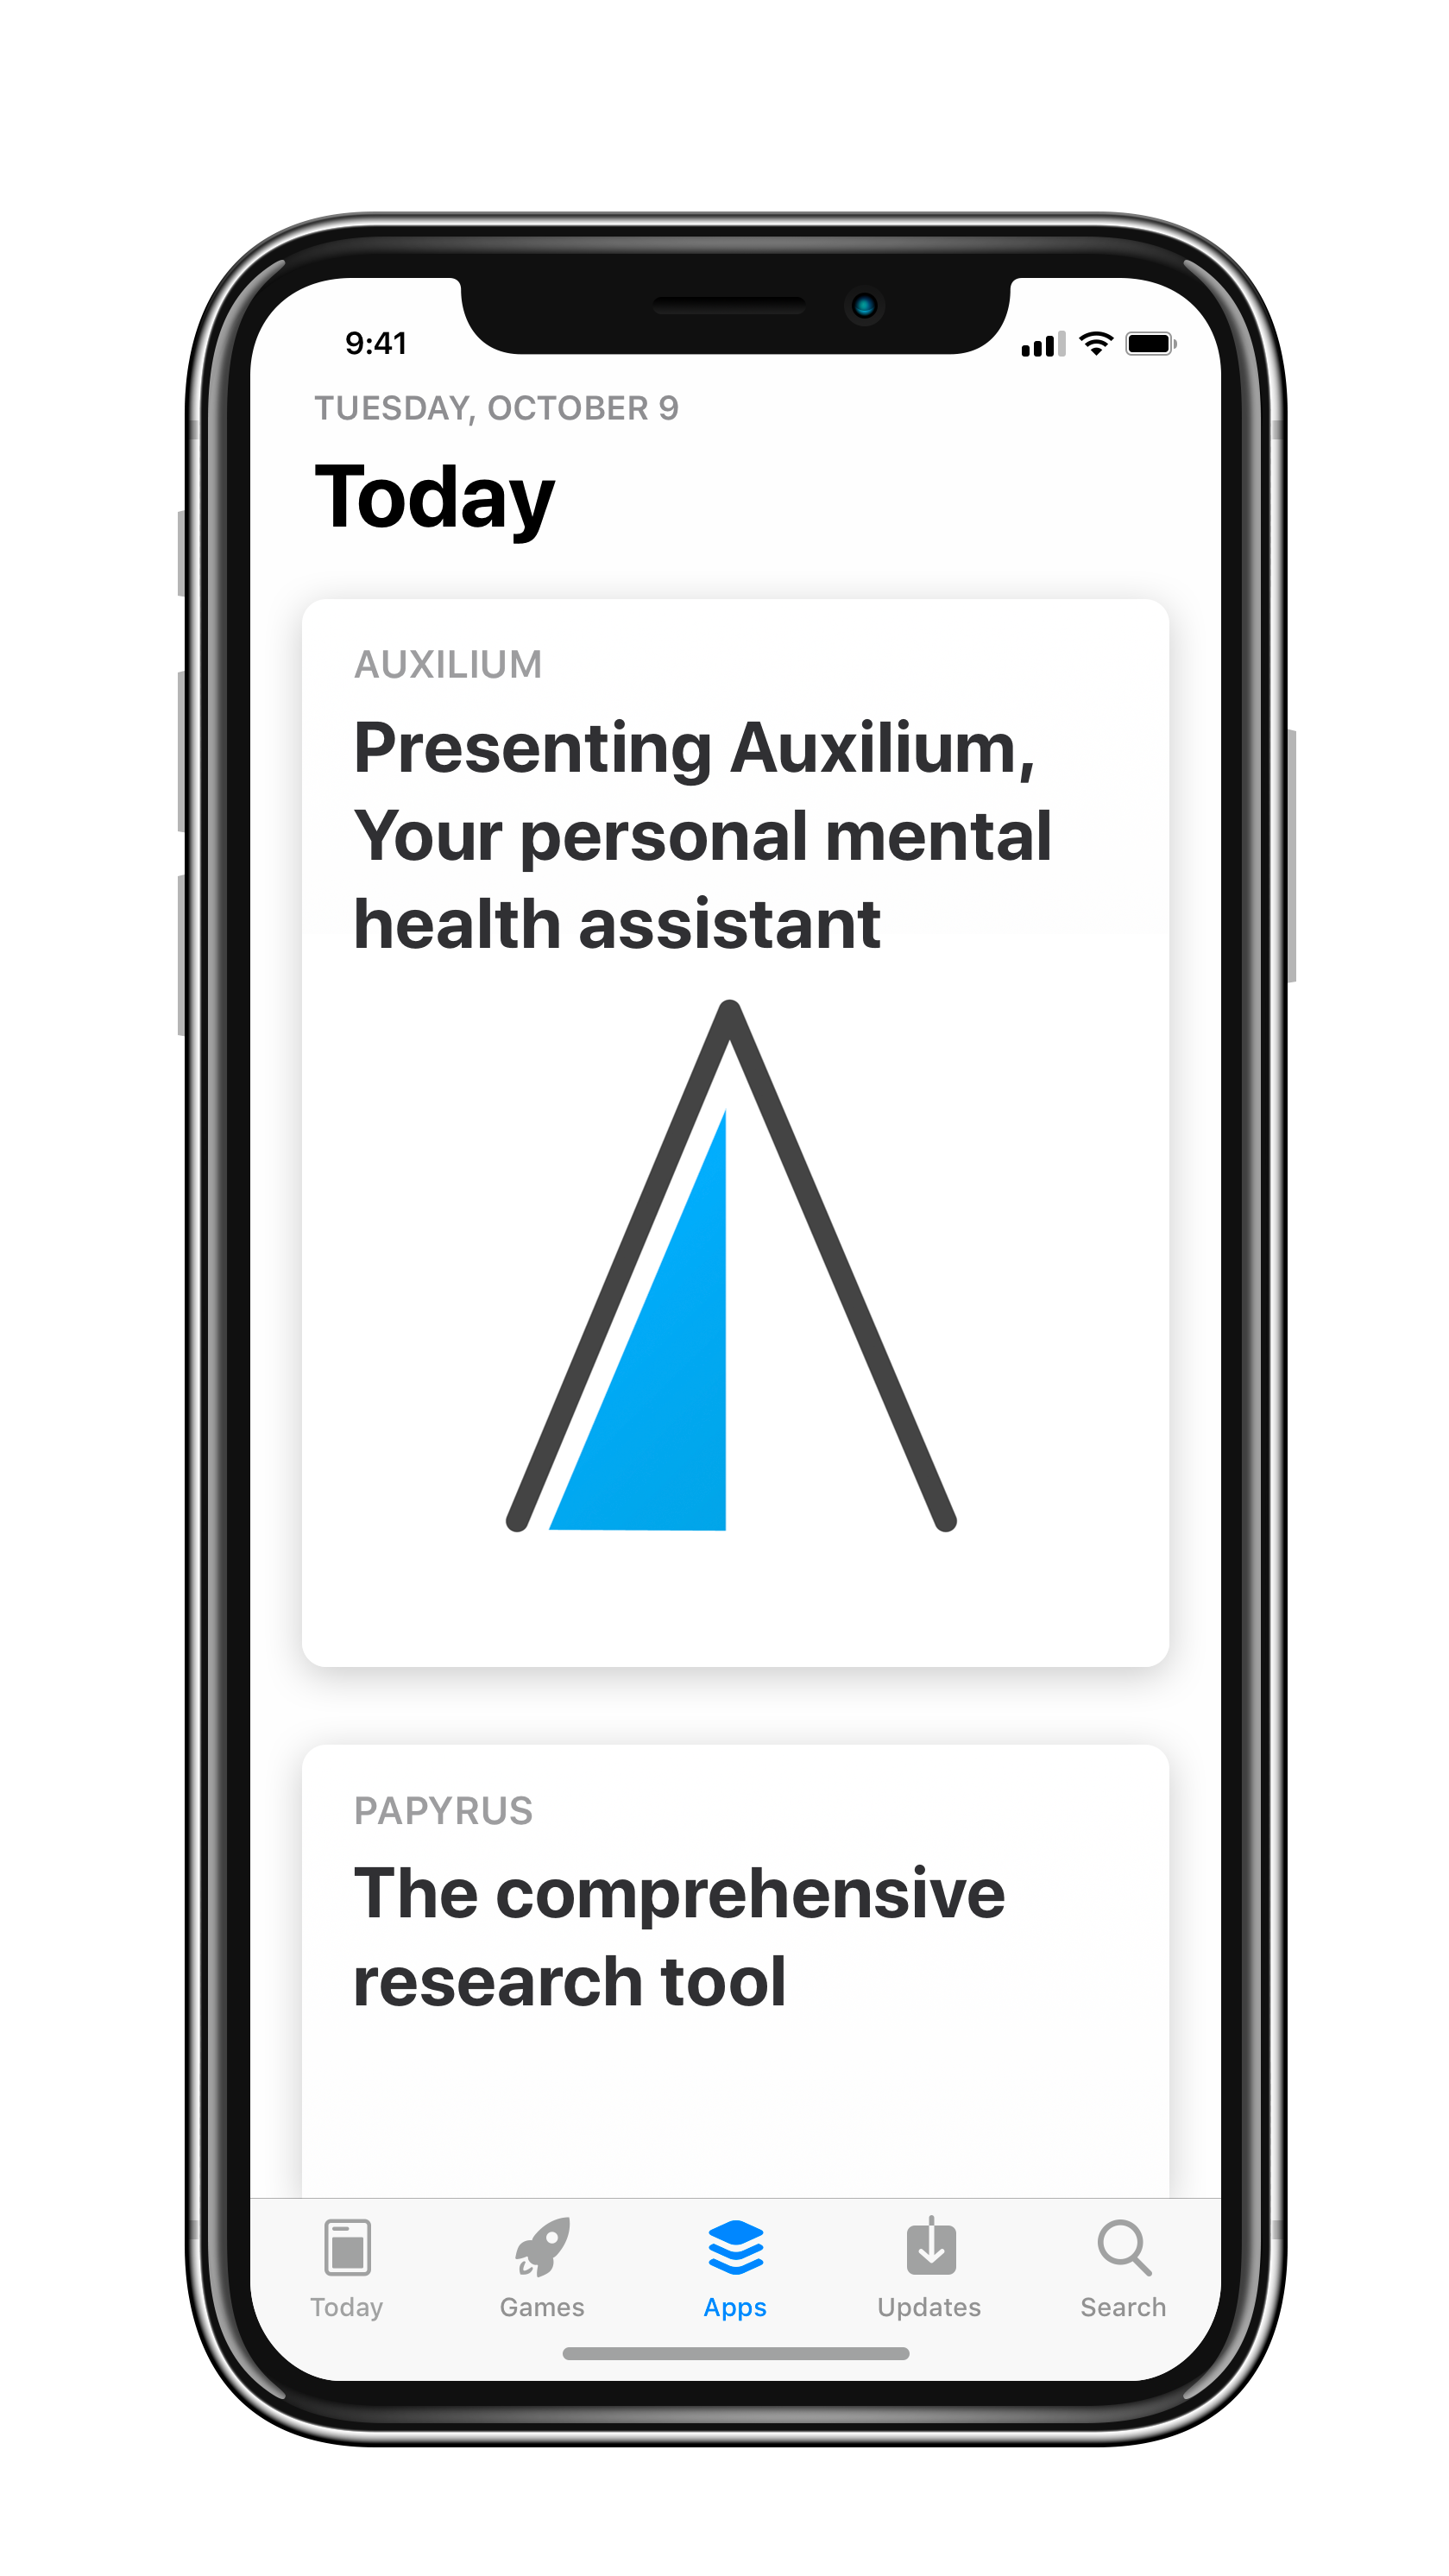 9:41
TUESDAY, OCTOBER 9
Today
AUXILIUM
Presenting Auxilium,
Your personal mental
health assistant
PAPYRUS
The comprehensive
research tool
Today
Games
Apps
Updates
Search